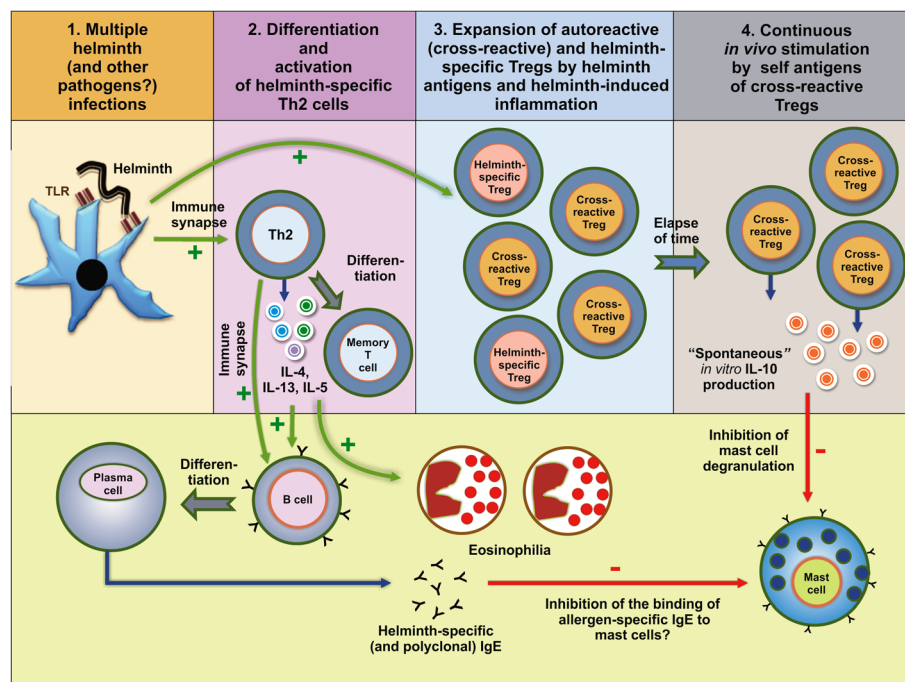 1. Multiple
helminth
(and other
pathogens?)
infections
2. Differentiation
and
activation
of helminth-specific
Th2 cells
3. Expansion of autoreactive
(cross-reactive) and helminth-
specific Tregs by helminth
antigens and helminth-induced
inflammation
4. Continuous
in vivo stimulation
by self antigens
of cross-reactive
Tregs
Helminth
TLR
Immune
synapse
+
+
Th2
Differen-
tiation
Memory
T
cell
IL-4,
IL-13, IL-5
Immune
synapse
+
+
+
Helminth-
specific
Treg
Cross-
reactive
Treg
Cross-
reactive
Treg
Cross-
reactive
Treg
Helminth-
specific
Treg
Elapse
of time
Cross-
reactive
Treg
Cross-
reactive
Treg
Cross-
reactive
Treg
“Spontaneous”
in vitro IL-10
production
Inhibition of
mast cell
degranulation
-
Plasma
cell
Differen-
tiation
B cell
Eosinophilia
Helminth-specific
(and polyclonal) IgE
-
Inhibition of the binding of
allergen-specific IgE to
mast cells?
Mast
cell